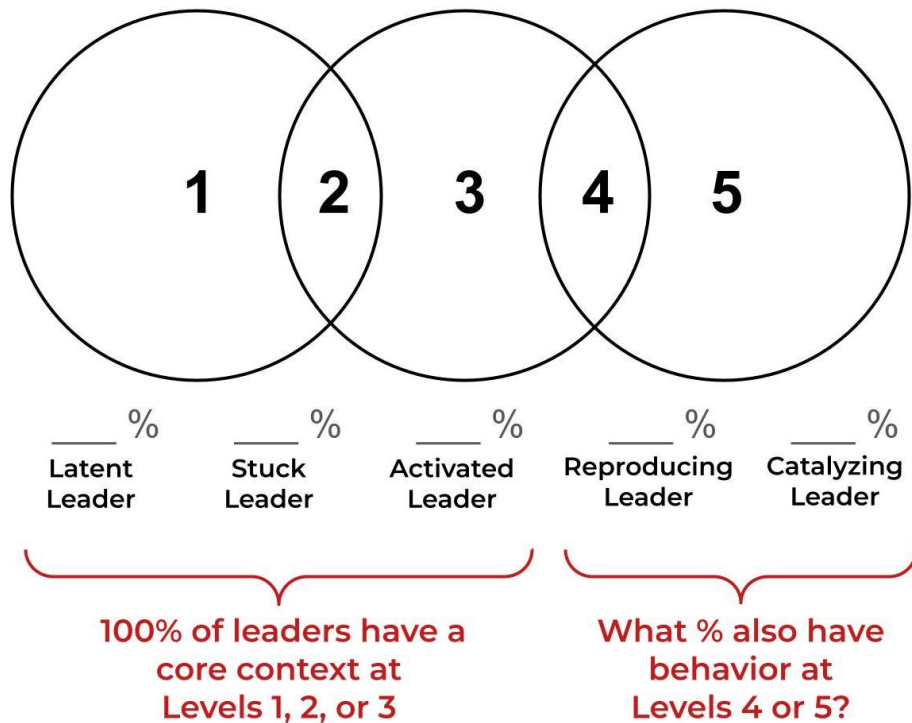 1 2 3 4 5
____ % ____ % ____ % ____ % ____ %
Latent Stuck Activated Reproducing Catalyzing
Leader Leader Leader Leader Leader
100% of leaders have a
core context at
Levels 1, 2, or 3
What % also have
behavior at
Levels 4 or 5?